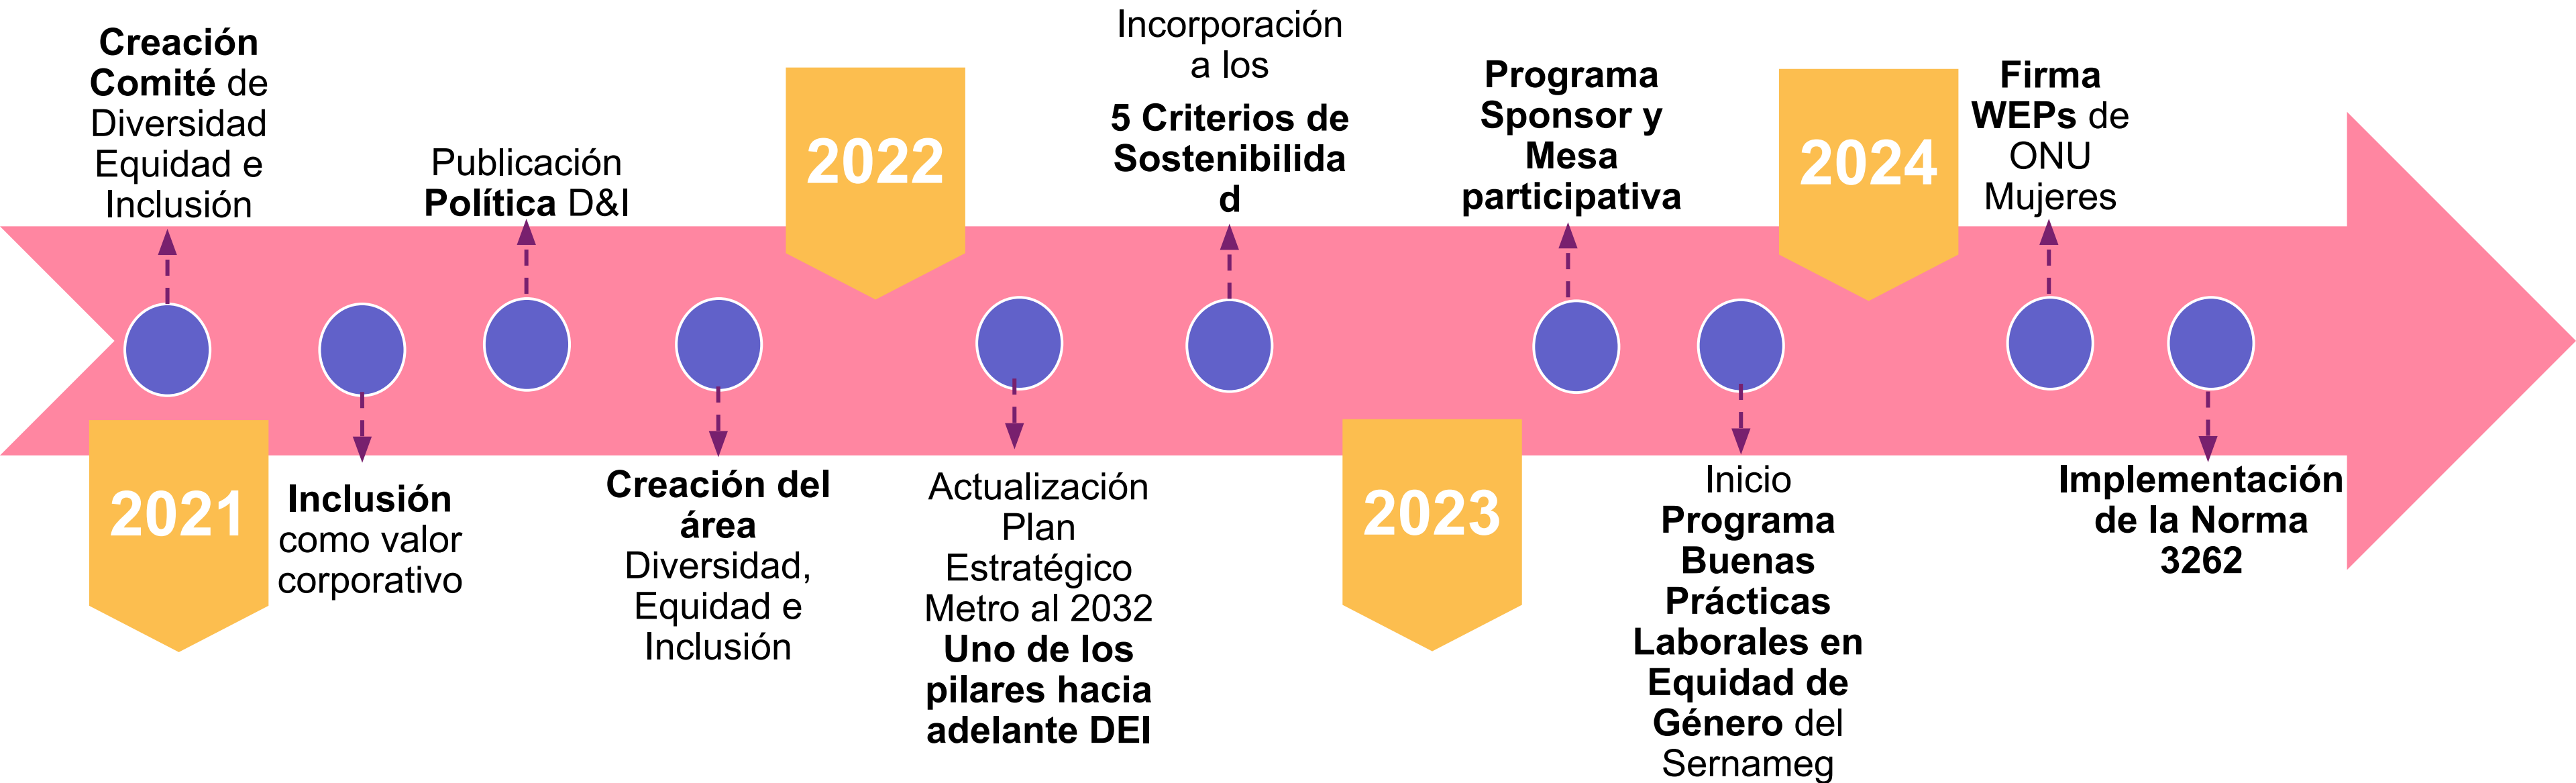 Creación
Comité de
Diversidad
Equidad e
Inclusión
2021
Inclusión
como valor
corporativo
Publicación
Política D&I
Creación del
área
Diversidad,
Equidad e
Inclusión
2022
Actualización
Plan
Estratégico
Metro al 2032
Uno de los
pilares hacia
adelante DEI
Incorporación
a los
5 Criterios de
Sostenibilida
d
2023
Programa
Sponsor y
Mesa
participativa
Inicio
Programa
Buenas
Prácticas
Laborales en
Equidad de
Género del
Sernameg
2024
Firma
WEPs de
ONU
Mujeres
Implementación
de la Norma
3262